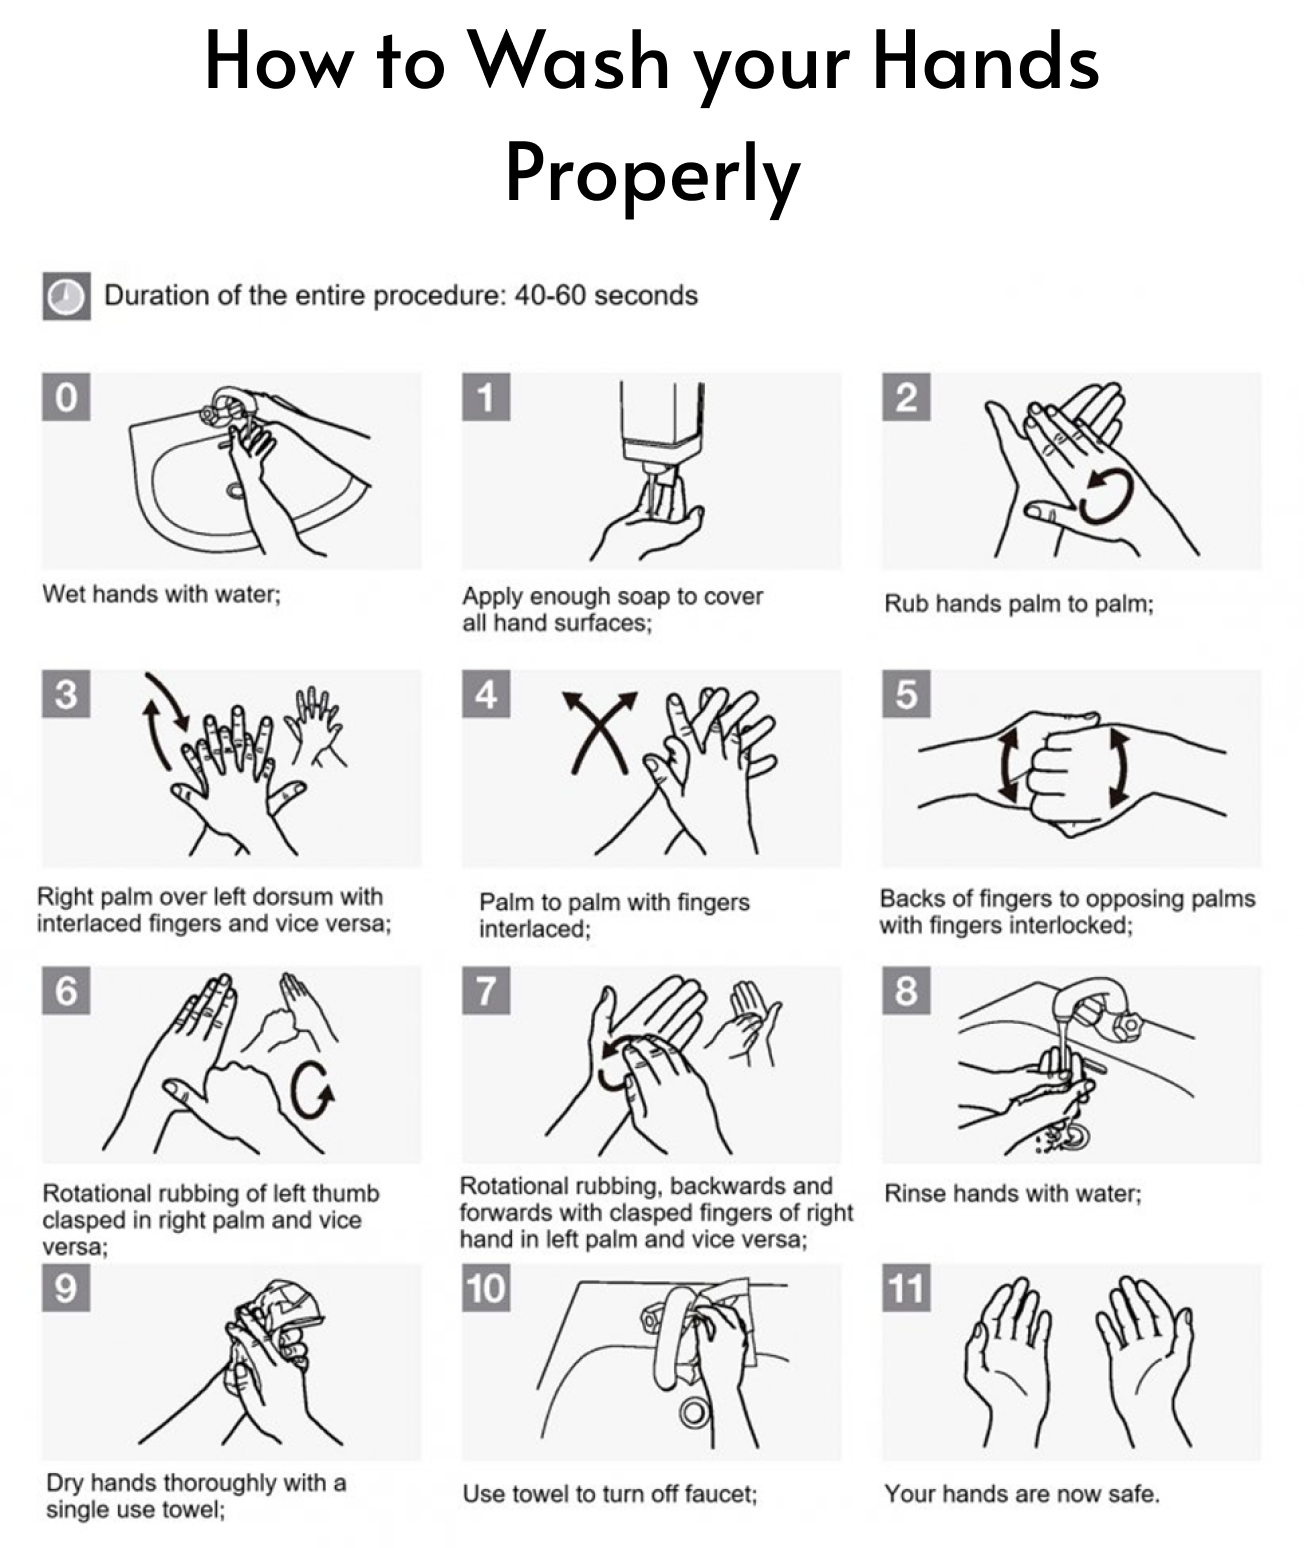 How to Wash your Hands
Properly
Duration of the entire procedure: 40-60 seconds
0
Wet hands with water;
1
Apply enough soap to cover
all hand surfaces;
2
Rub hands palm to palm;
3
Right palm over left dorsum with
interlaced fingers and vice versa;
4
Palm to palm with fingers
interlaced;
5
Backs of fingers to opposing palms
with fingers interlocked;
6
Rotational rubbing of left thumb
clasped in right palm and vice
versa;
7
Rotational rubbing, backwards and
forwards with clasped fingers of right
hand in left palm and vice versa;
8
Rinse hands with water;
9
Dry hands thoroughly with a
single use towel;
10
Use towel to turn off faucet;
11
Your hands are now safe.